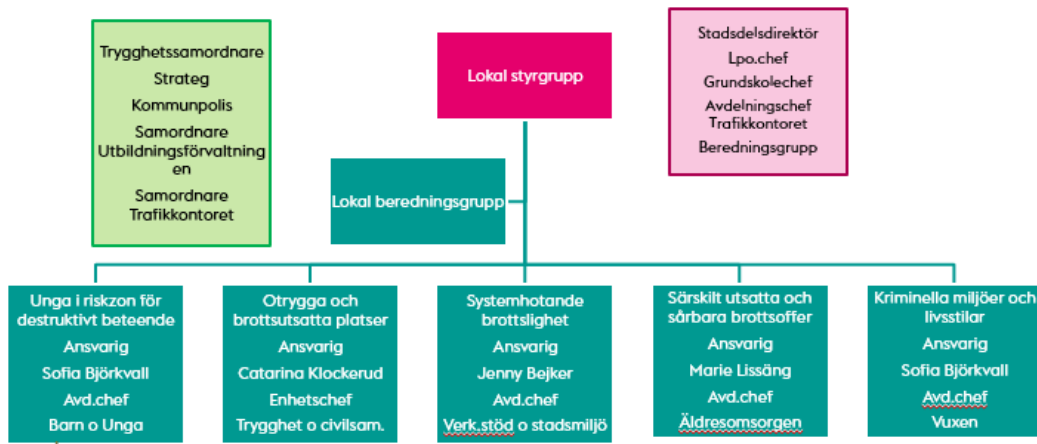 Trygghetssamordnare
Strateg
Kommunpolis
Samordnare
Utbildningsförvaltning
en
Samordnare
Trafikkontoret
Lokal styrgrupp
Stadsdelsdirektör
Lpo.chef
Grundskolechef
Avdelningschef
Trafikkontoret
Beredningsgrupp
Lokal beredningsgrupp
Unga i riskzon för
destruktivt beteende
Ansvarig
Sofia Björkvall
Avd.chef
Barn o Unga
Otrygga och
brottsutsatta platser
Ansvarig
Catarina Klockerud
Enhetschef
Trygghet o civilsam.
Systemhotande
brottslighet
Ansvarig
Jenny Bejker
Avd.chef
Verk.stöd o stadsmiljö
Särskilt utsatta och
sårbara brottsoffer
Ansvarig
Marie Lissäng
Avd.chef
Äldresomsorgen
Kriminella miljöer och
livsstilar
Ansvarig
Sofia Björkvall
Avd.chef
Vuxen